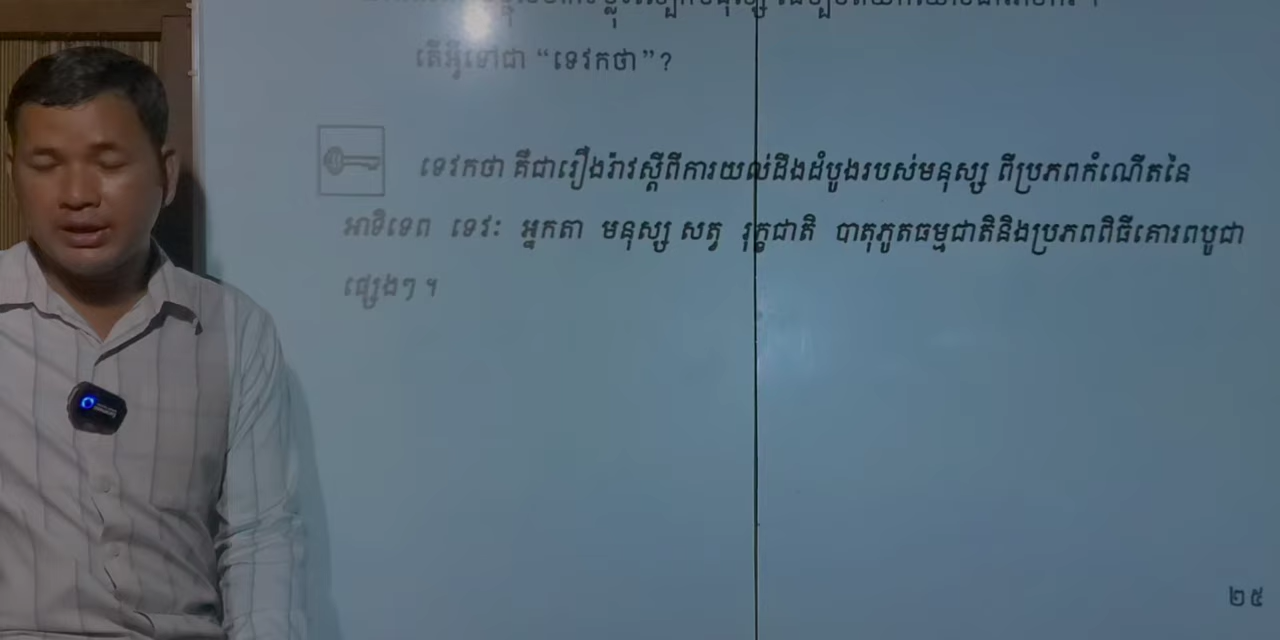 តើអ្វីទៅជា “ទេវកថា”?
ទេវកថា គឺជារឿងរ៉ាវស្តីពីការយល់ដឹងដំបូងរបស់មនុស្ស ពីប្រភពកំណើតនៃ
អាទិទេព ទេវៈ អ្នកតា មនុស្ស សត្វ រុក្ខជាតិ បាតុភូតធម្មជាតិនិងប្រភពពិធីគោរពបូជា
ផ្សេងៗ ។
២៥